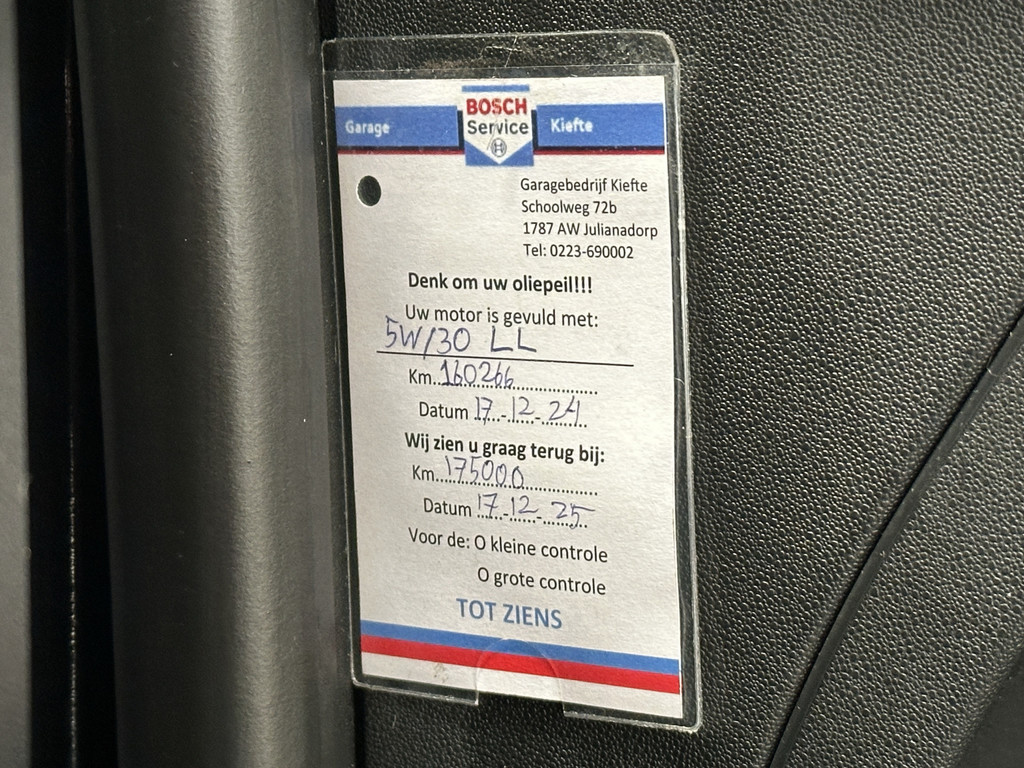 Garage
BOSCH
Service
Kiefte
Garagebedrijf Kiefte
Schoolweg 72b
1787 AW Julianadorp
Tel: 0223-690002
Denk om uw oliepeil!!!
Uw motor is gevuld met:
5W/30 LL
Km..160266......................
Datum 17...-12...-24...
Wij zien u graag terug bij:
Km...175000......................
Datum 17...-12...-25...
Voor de: O kleine controle
O grote controle
TOT ZIENS